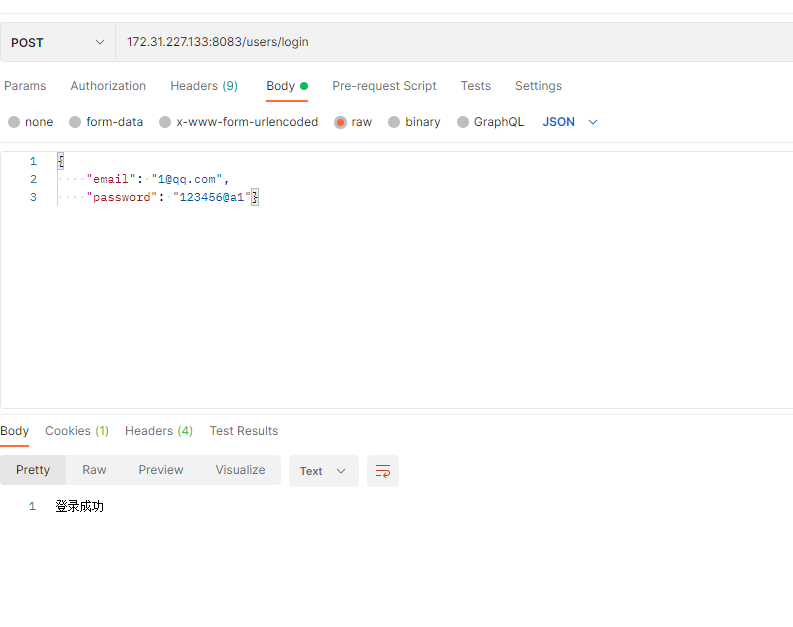 POST 172.31.227.133:8083/users/login
Params Authorization Headers (9) Body Pre-request Script Tests Settings
none form-data x-www-form-urlencoded raw binary GraphQL JSON
1 {
2 ····"email":·"1@qq.com",
3 ····"password":·"123456@a1"}
Body Cookies (1) Headers (4) Test Results
Pretty Raw Preview Visualize Text
1 登录成功